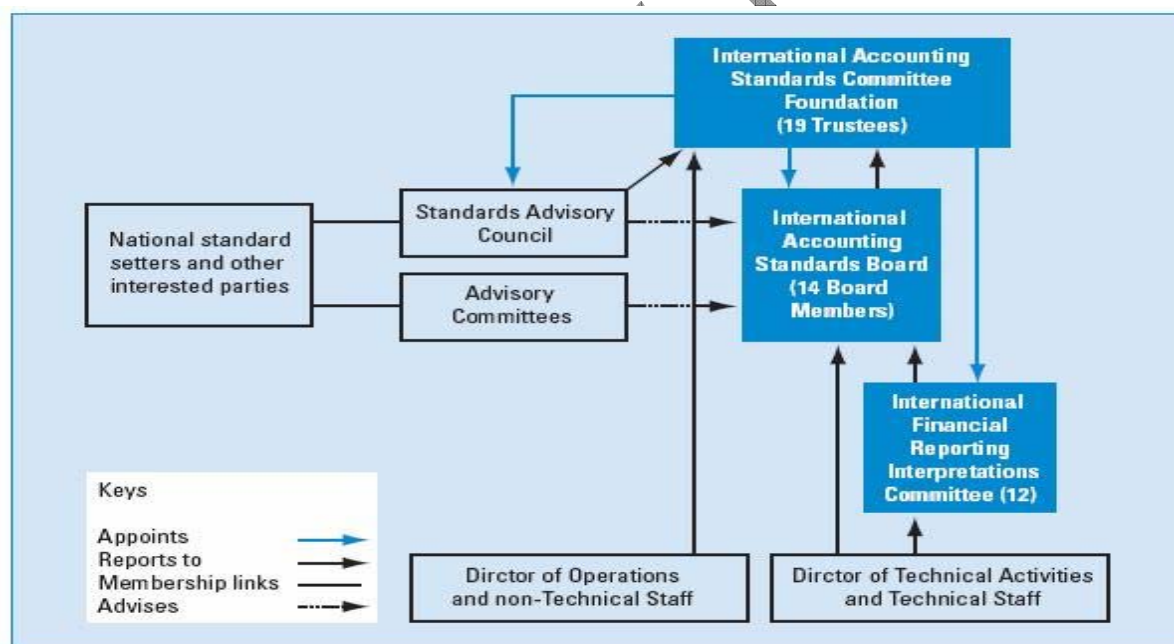 International Accounting
Standards Committee
Foundation
(19 Trustees)
Standards Advisory
Council
National standard
setters and other
interested parties
International
Accounting
Standards Board
(14 Board
Members)
Advisory
Committees
International
Financial
Reporting
Interpretations
Committee (12)
Keys
Appoints
Reports to
Membership links
Advises
Dirctor of Operations
and non-Technical Staff
Dirctor of Technical Activities
and Technical Staff